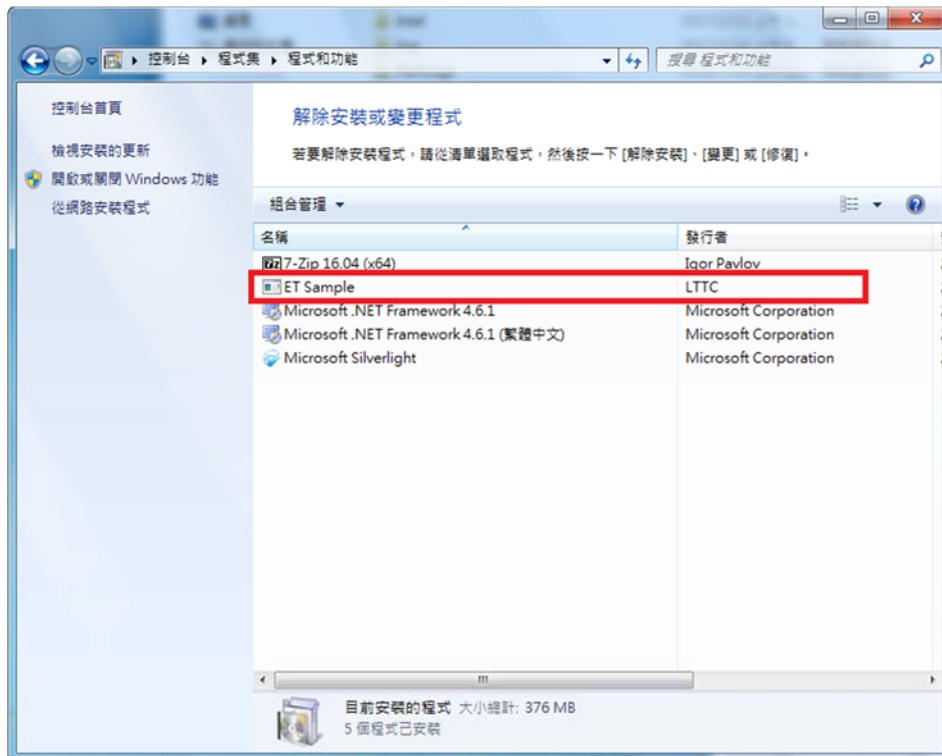 控制台 程式集 程式和功能
搜尋 程式和功能
控制台首頁
檢視安裝的更新
開啟或關閉 Windows 功能
從網路安裝程式
解除安裝或變更程式
若要解除安裝程式，請從清單選取程式，然後按一下 [解除安裝]、[變更] 或 [修復]。
組合管理
名稱 發行者
7-Zip 16.04 (x64) Igor Pavlov
ET Sample LTTC
Microsoft .NET Framework 4.6.1 Microsoft Corporation
Microsoft .NET Framework 4.6.1 (繁體中文) Microsoft Corporation
Microsoft Silverlight Microsoft Corporation
目前安裝的程式 大小總計: 376 MB
5 個程式已安裝